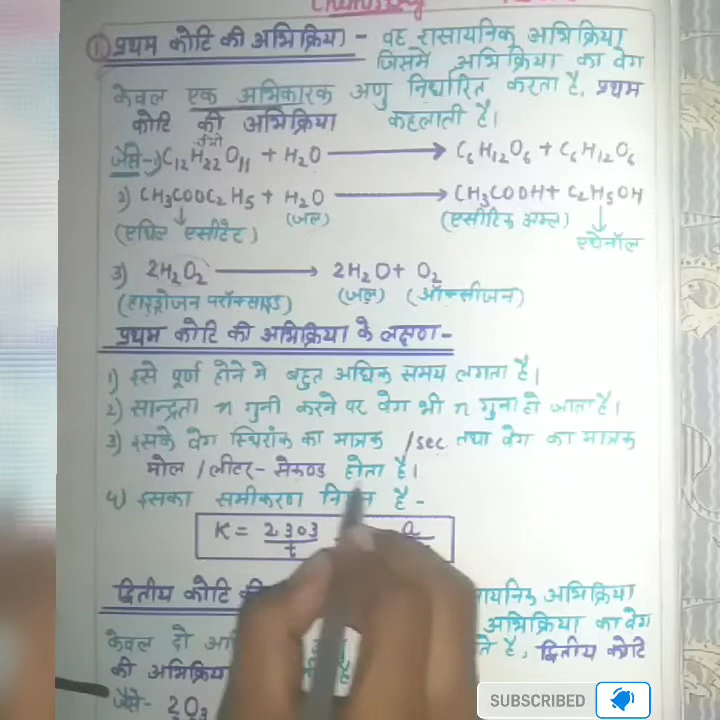 Chemistry
① प्रथम कोटि की अभिक्रिया - वह रासायनिक अभिक्रिया
जिसमे अभिक्रिया का वेग
केवल एक अभिकारक अणु निर्धारित करता है, प्रथम
कोटि की अभिक्रिया कहलाती है।
जैसे- 1) C₁₂H₂₂O₁₁ + H₂O ⟶ C₆H₁₂O₆ + C₆H₁₂O₆
2) CH₃COOC₂H₅ + H₂O ⟶ CH₃COOH + C₂H₅OH
(एथिल एसीटेट) (जल) (एसीटिक अम्ल) एथेनॉल
3) 2H₂O₂ ⟶ 2H₂O + O₂
(हाइड्रोजन परॉक्साइड) (जल) (ऑक्सीजन)
प्रथम कोटि की अभिक्रिया के लक्षण -
1) इसे पूर्ण होने मे बहुत अधिक समय लगता है।
2) सान्द्रता n गुनी करने पर वेग भी n गुना हो जाता है।
3) इसके वेग स्थिरांक का मात्रक /sec तथा वेग का मात्रक
मोल /लीटर - सेकण्ड होता है।
4) इसका समीकरण है -
K = 2.303/t a
द्वितीय कोटि की अभिक्रिया
अभिक्रिया का वेग
केवल दो है, द्वितीय कोटि
की अभिक्रिया है
जैसे- 2O₃
SUBSCRIBED